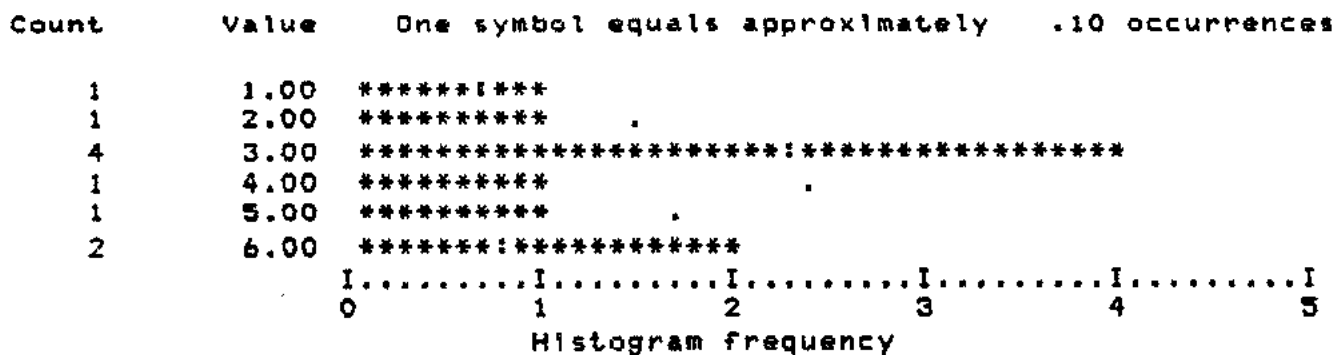 Count Value One symbol equals approximately .10 occurrences
1 1.00 ******:***
1 2.00 ********** .
4 3.00 **********************:*****************
1 4.00 ********** .
1 5.00 ********** .
2 6.00 *******:************
I.........I.........I.........I.........I.........I
0 1 2 3 4 5
Histogram frequency